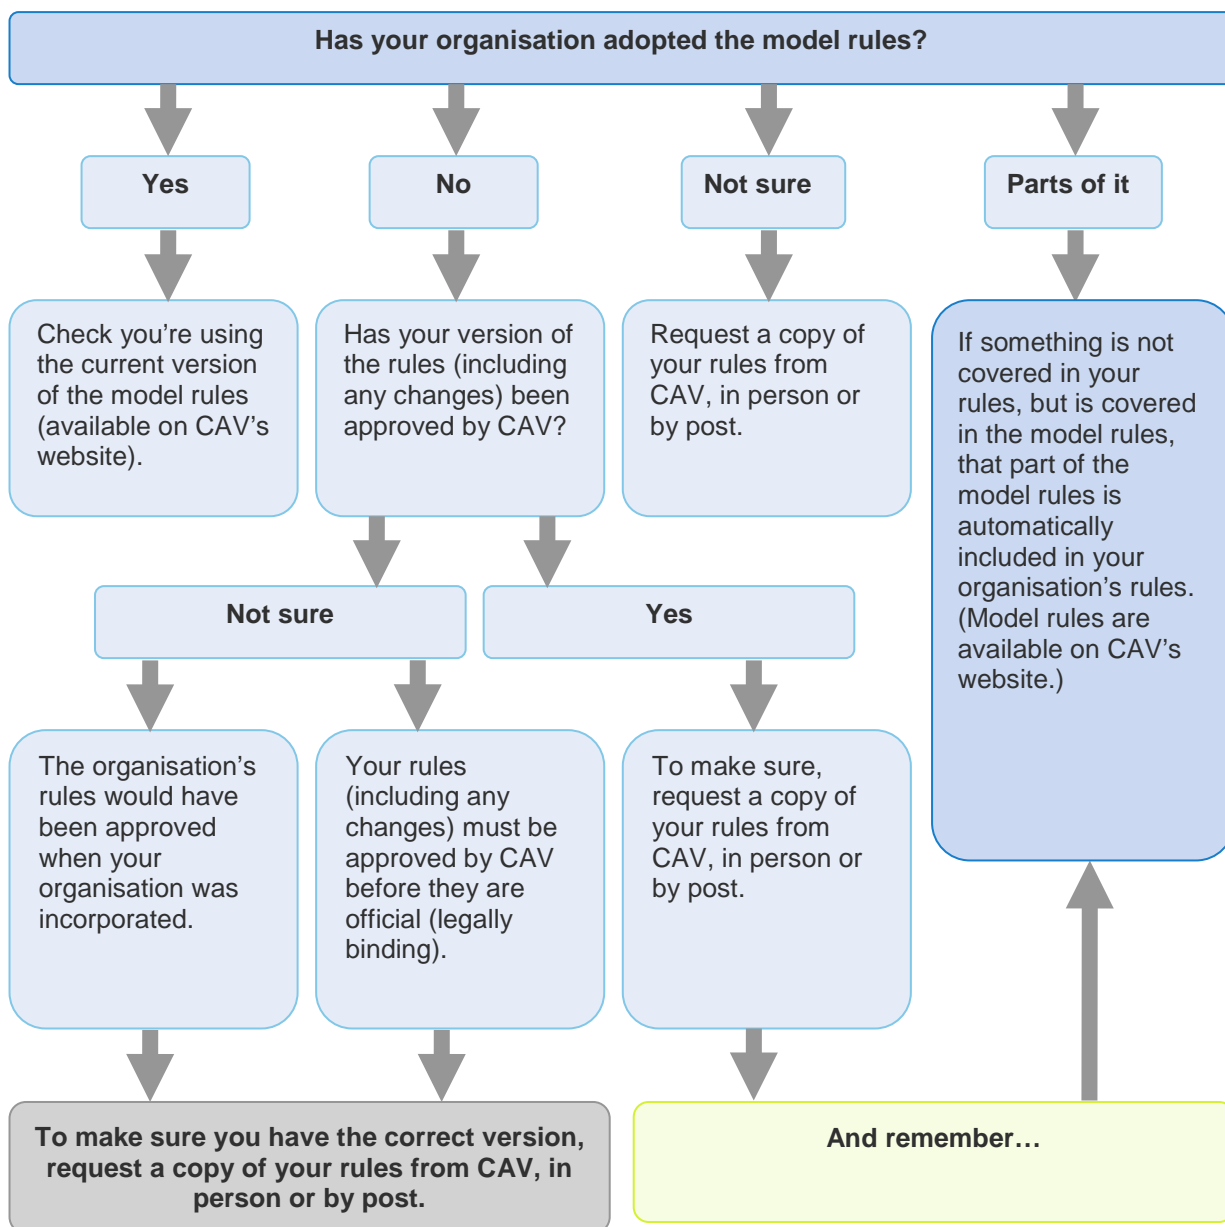 Has your organisation adopted the model rules?
Yes
No
Not sure
Parts of it
Check you’re using
the current version
of the model rules
(available on CAV’s
website).
Has your version of
the rules (including
any changes) been
approved by CAV?
Request a copy of
your rules from
CAV, in person or
by post.
If something is not
covered in your
rules, but is covered
in the model rules,
that part of the
model rules is
automatically
included in your
organisation’s rules.
(Model rules are
available on CAV’s
website.)
Not sure
Yes
The organisation’s
rules would have
been approved
when your
organisation was
incorporated.
Your rules
(including any
changes) must be
approved by CAV
before they are
official (legally
binding).
To make sure,
request a copy of
your rules from
CAV, in person or
by post.
To make sure you have the correct version,
request a copy of your rules from CAV, in
person or by post.
And remember…